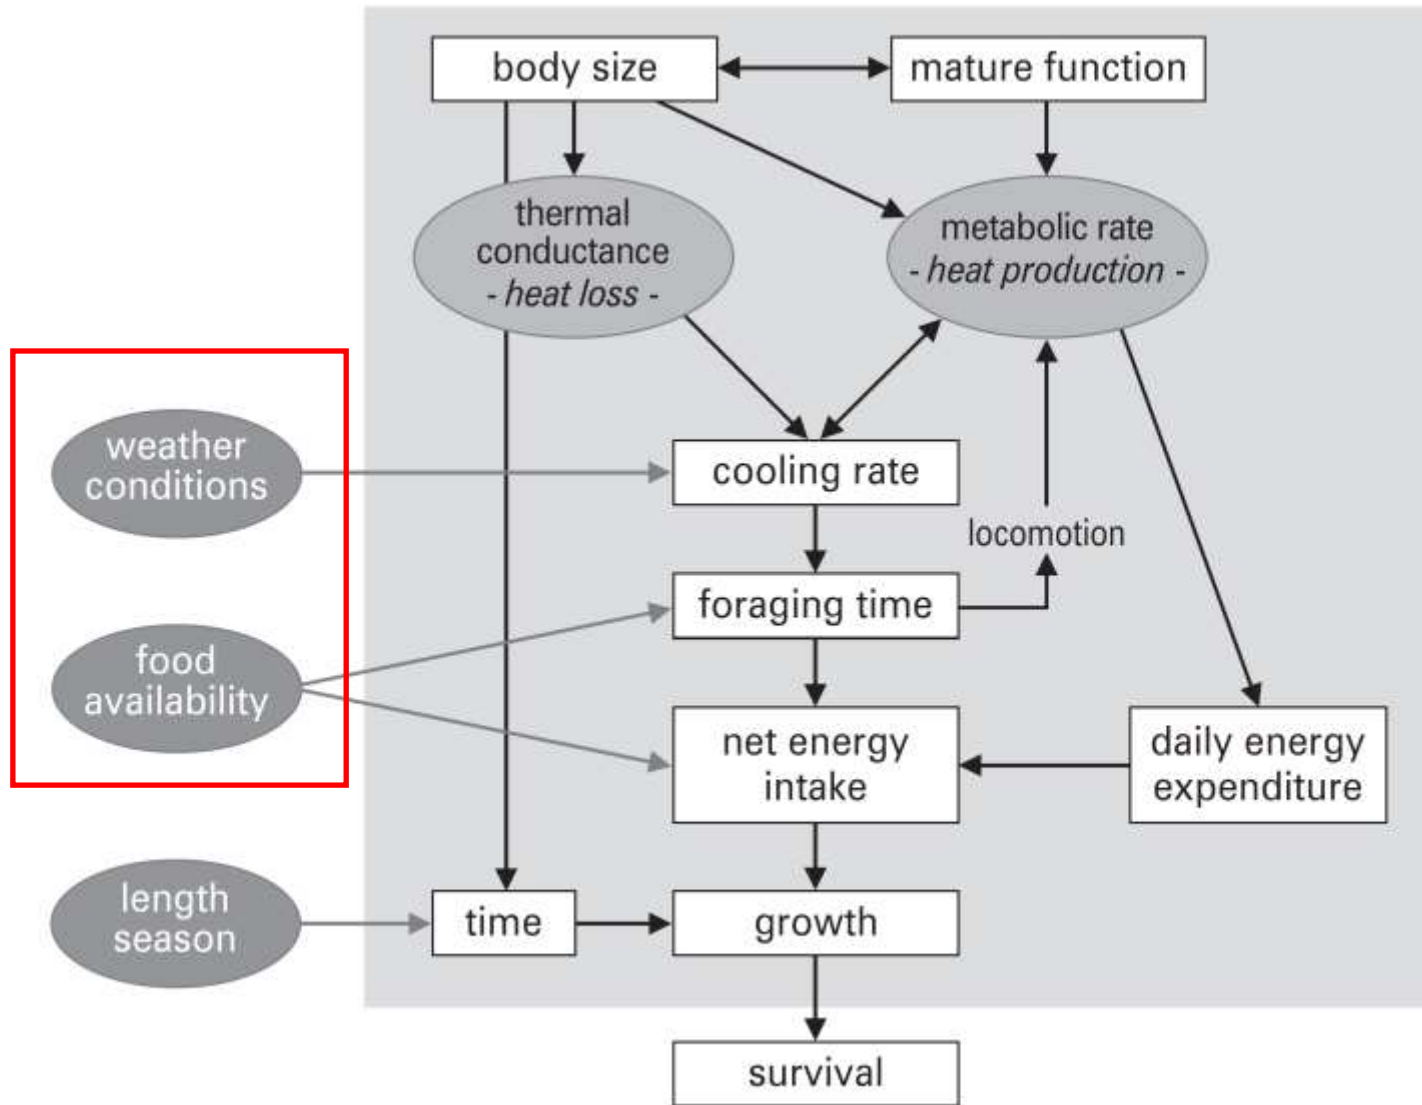 body size
mature function
thermal
conductance
- heat loss -
metabolic rate
- heat production -
weather
conditions
cooling rate
locomotion
foraging time
food
availability
net energy
intake
daily energy
expenditure
length
season
time
growth
survival